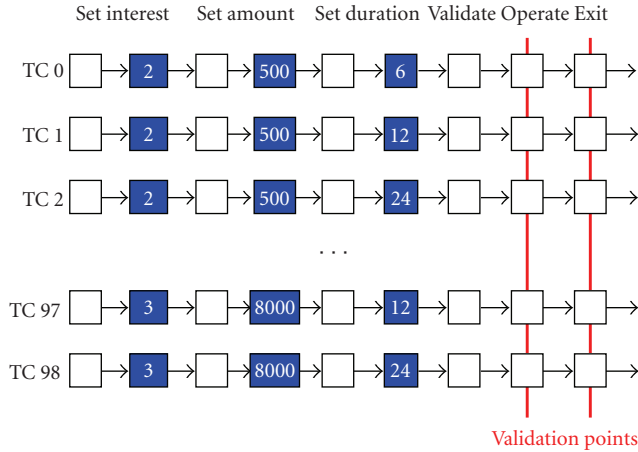 Set interest Set amount Set duration Validate Operate Exit
TC 0 2 500 6
TC 1 2 500 12
TC 2 2 500 24
. . .
TC 97 3 8000 12
TC 98 3 8000 24
Validation points